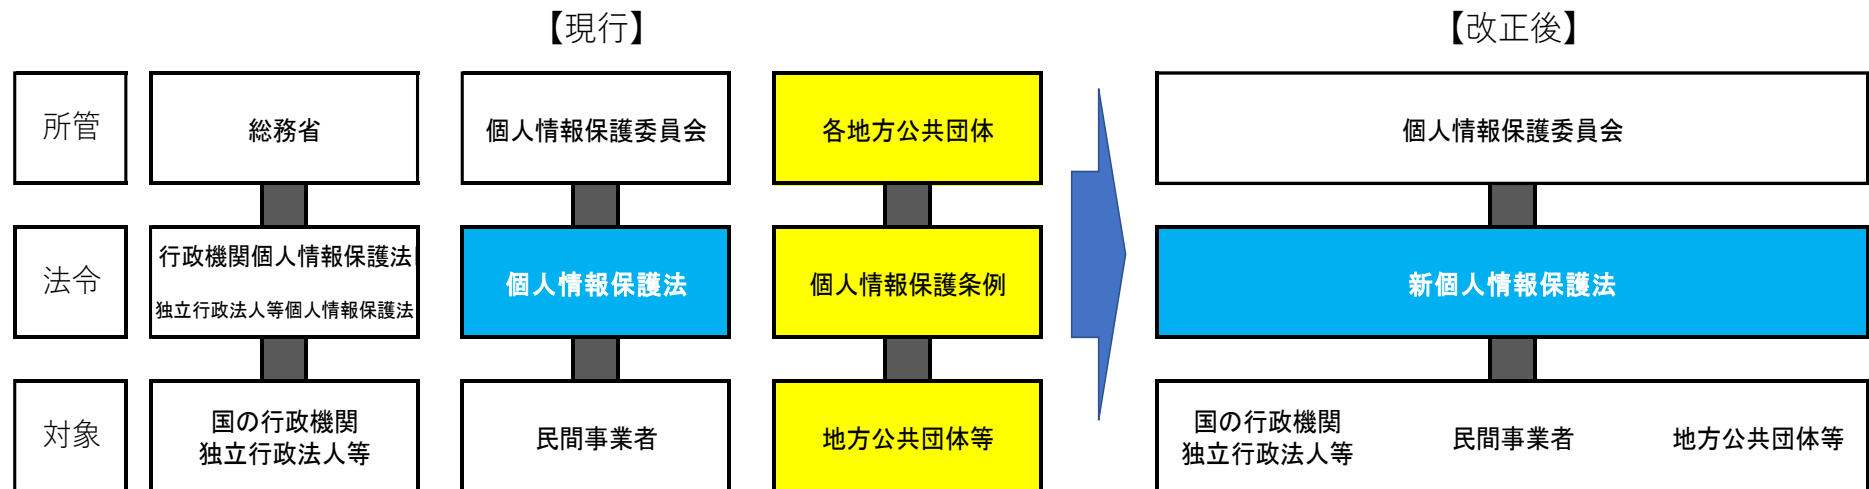 【現行】
【改正後】
所管
総務省
個人情報保護委員会
各地方公共団体
個人情報保護委員会
法令
行政機関個人情報保護法
独立行政法人等個人情報保護法
個人情報保護法
個人情報保護条例
新個人情報保護法
対象
国の行政機関
独立行政法人等
民間事業者
地方公共団体等
国の行政機関
独立行政法人等
民間事業者
地方公共団体等